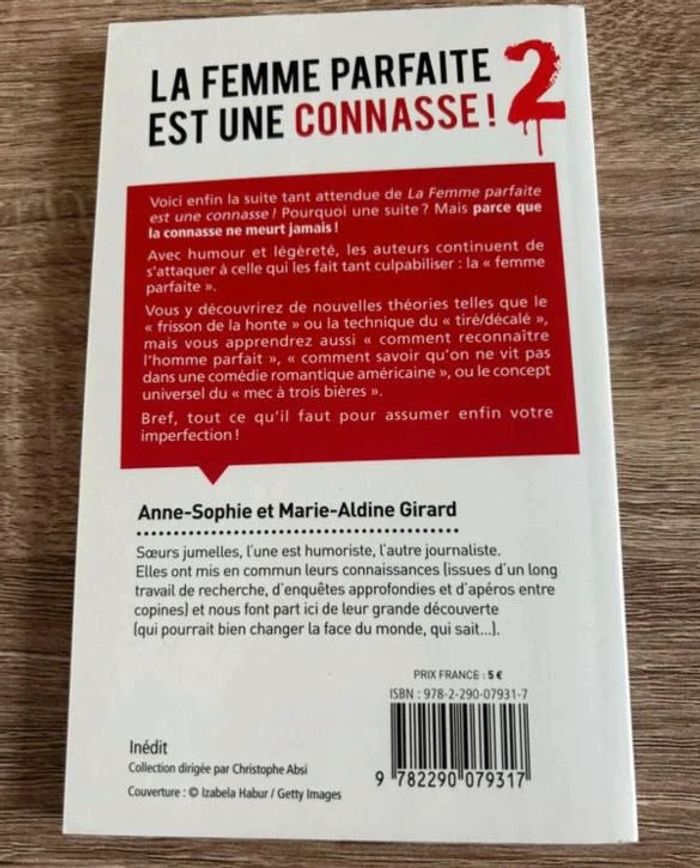 LA FEMME PARFAITE
EST UNE CONNASSE! 2
Voici enfin la suite tant attendue de La Femme parfaite
est une connasse! Pourquoi une suite? Mais parce que
la connasse ne meurt jamais!
Avec humour et légèreté, les auteurs continuent de
s'attaquer à celle qui les fait tant culpabiliser : la « femme
parfaite ».
Vous y découvrirez de nouvelles théories telles que le
« frisson de la honte » ou la technique du « tiré/décalé »,
mais vous apprendrez aussi « comment reconnaître
l'homme parfait », « comment savoir qu'on ne vit pas
dans une comédie romantique américaine », ou le concept
universel du « mec à trois bières ».
Bref, tout ce qu'il faut pour assumer enfin votre
imperfection!
Anne-Sophie et Marie-Aldine Girard
Sœurs jumelles, l'une est humoriste, l'autre journaliste.
Elles ont mis en commun leurs connaissances (issues d'un long
travail de recherche, d'enquêtes approfondies et d'apéros entre
copines) et nous font part ici de leur grande découverte
(qui pourrait bien changer la face du monde, qui sait...).
PRIX FRANCE : 5 €
ISBN : 978-2-290-07931-7
9 782290 079317
Inédit
Collection dirigée par Christophe Absi
Couverture : © Izabela Habur / Getty Images